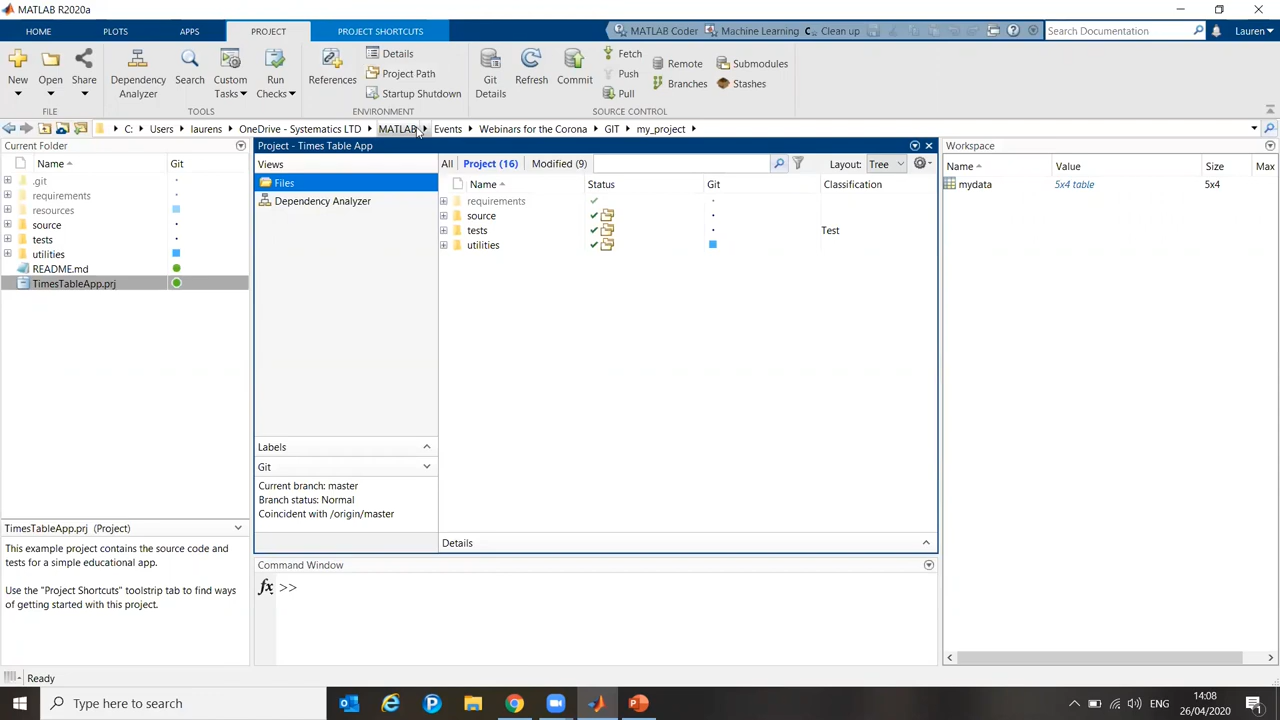 MATLAB R2020a
HOME PLOTS APPS PROJECT PROJECT SHORTCUTS MATLAB Coder Machine Learning Clean up Search Documentation Lauren
New Open Share Dependency Analyzer Search Custom Tasks Run Checks References Details Project Path Startup Shutdown Git Details Refresh Commit Fetch Push Pull Remote Branches Submodules Stashes
FILE TOOLS ENVIRONMENT SOURCE CONTROL
C: Users laurens OneDrive - Systematics LTD MATLAB Events Webinars for the Corona GIT my_project
Current Folder
Name Git
.git
requirements
resources
source
tests
utilities
README.md
TimesTableApp.prj
TimesTableApp.prj (Project)
This example project contains the source code and
tests for a simple educational app.
Use the "Project Shortcuts" toolstrip tab to find ways
of getting started with this project.
Project - Times Table App
Views
Files
Dependency Analyzer
Labels
Git
Current branch: master
Branch status: Normal
Coincident with /origin/master
All Project (16) Modified (9) Layout: Tree
Name Status Git Classification
requirements
source
tests Test
utilities
Details
Command Window
fx >>
Workspace
Name Value Size Max
mydata 5x4 table 5x4
Ready
Type here to search
ENG
14:08
26/04/2020
1